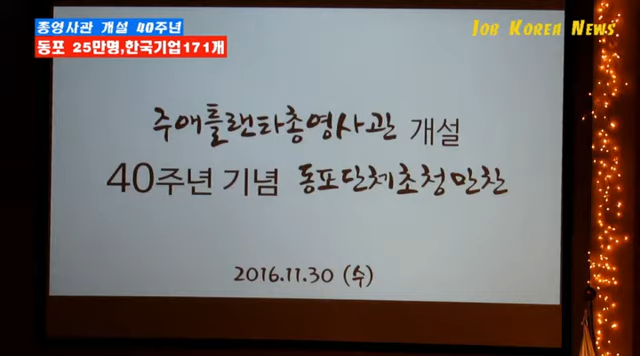 총영사관 개설 40주년
동포 25만명,한국기업171개
Job Korea News
주애틀랜타총영사관 개설
40주년 기념 동포단체초청만찬
2016.11.30 (수)